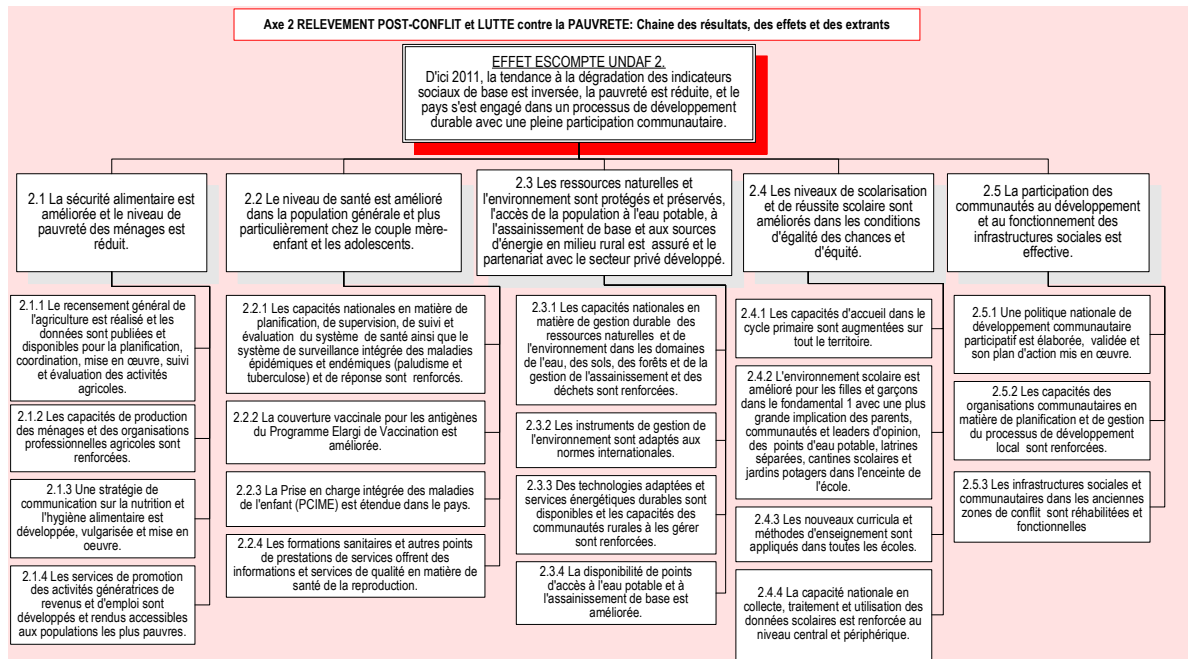 Axe 2 RELEVEMENT POST-CONFLIT et LUTTE contre la PAUVRETE: Chaine des résultats, des effets et des extrants
EFFET ESCOMPTE UNDAF 2.
D'ici 2011, la tendance à la dégradation des indicateurs
sociaux de base est inversée, la pauvreté est réduite, et le
pays s'est engagé dans un processus de développement
durable avec une pleine participation communautaire.
2.1 La sécurité alimentaire est
améliorée et le niveau de
pauvreté des ménages est
réduit.
2.1.1 Le recensement général de
l'agriculture est réalisé et les
données sont publiées et
disponibles pour la planification,
coordination, mise en œuvre, suivi
et évaluation des activités
agricoles.
2.1.2 Les capacités de production
des ménages et des organisations
professionnelles agricoles sont
renforcées.
2.1.3 Une stratégie de
communication sur la nutrition et
l'hygiène alimentaire est
développée, vulgarisée et mise en
oeuvre.
2.1.4 Les services de promotion
des activités génératrices de
revenus et d'emploi sont
développés et rendus accessibles
aux populations les plus pauvres.
2.2 Le niveau de santé est amélioré
dans la population générale et plus
particulièrement chez le couple mère-
enfant et les adolescents.
2.2.1 Les capacités nationales en matière de
planification, de supervision, de suivi et
évaluation du système de santé ainsi que le
système de surveillance intégrée des maladies
épidémiques et endémiques (paludisme et
tuberculose) et de réponse sont renforcés.
2.2.2 La couverture vaccinale pour les antigènes
du Programme Elargi de Vaccination est
améliorée.
2.2.3 La Prise en charge intégrée des maladies
de l'enfant (PCIME) est étendue dans le pays.
2.2.4 Les formations sanitaires et autres points
de prestations de services offrent des
informations et services de qualité en matière de
santé de la reproduction.
2.3 Les ressources naturelles et
l'environnement sont protégés et préservés,
l'accès de la population à l'eau potable, à
l'assainissement de base et aux sources
d'énergie en milieu rural est assuré et le
partenariat avec le secteur privé développé.
2.3.1 Les capacités nationales en
matière de gestion durable des
ressources naturelles et de
l'environnement dans les domaines
de l'eau, des sols, des forêts et de la
gestion de l'assainissement et des
déchets sont renforcées.
2.3.2 Les instruments de gestion de
l'environnement sont adaptés aux
normes internationales.
2.3.3 Des technologies adaptées et
services énergétiques durables sont
disponibles et les capacités des
communautés rurales à les gérer
sont renforcées.
2.3.4 La disponibilité de points
d'accès à l'eau potable et à
l'assainissement de base est
améliorée.
2.4 Les niveaux de scolarisation
et de réussite scolaire sont
améliorés dans les conditions
d'égalité des chances et
d'équité.
2.4.1 Les capacités d'accueil dans le
cycle primaire sont augmentées sur
tout le territoire.
2.4.2 L'environnement scolaire est
amélioré pour les filles et garçons
dans le fondamental 1 avec une plus
grande implication des parents,
communautés et leaders d'opinion,
des points d'eau potable, latrines
séparées, cantines scolaires et
jardins potagers dans l'enceinte de
l'école.
2.4.3 Les nouveaux curricula et
méthodes d'enseignement sont
appliqués dans toutes les écoles.
2.4.4 La capacité nationale en
collecte, traitement et utilisation des
données scolaires est renforcée au
niveau central et périphérique.
2.5 La participation des
communautés au développement
et au fonctionnement des
infrastructures sociales est
effective.
2.5.1 Une politique nationale de
développement communautaire
participatif est élaborée, validée et
son plan d'action mis en œuvre.
2.5.2 Les capacités des
organisations communautaires en
matière de planification et de gestion
du processus de développement
local sont renforcées.
2.5.3 Les infrastructures sociales et
communautaires dans les anciennes
zones de conflit sont réhabilitées et
fonctionnelles